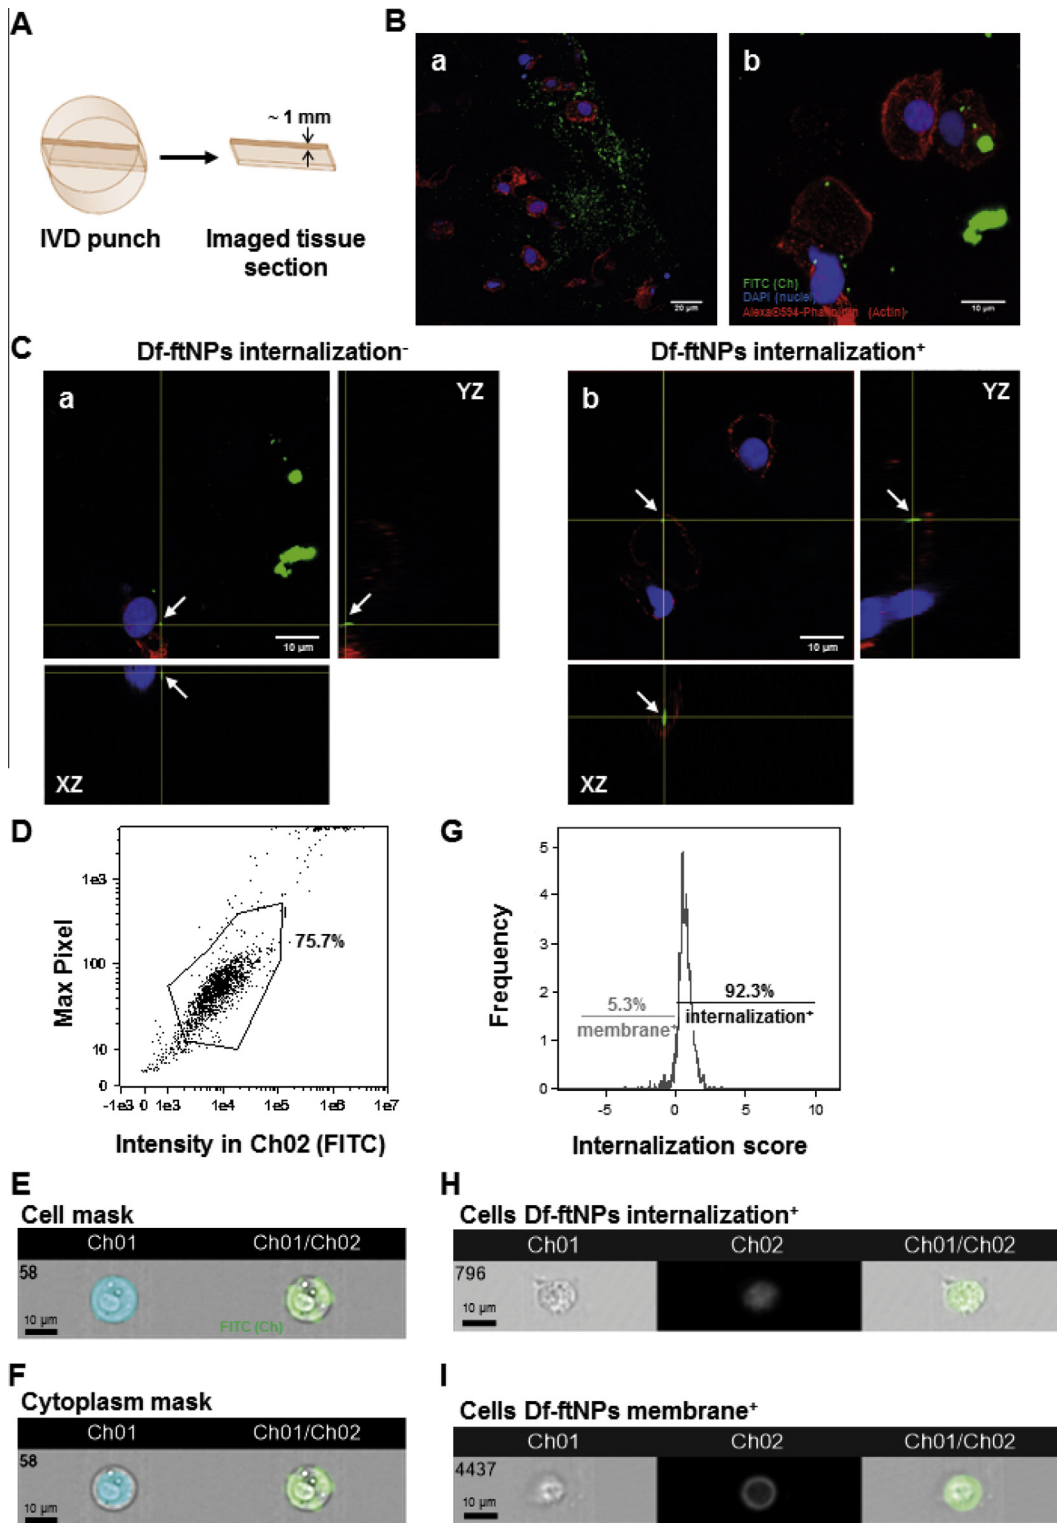 A
~ 1 mm
IVD punch
Imaged tissue
section
B
a
20 µm
b
FITC (Ch)
DAPI (nuclei)
Alexa®594-Phalloidin (Actin)
10 µm
C
Df-ftNPs internalization-
a
YZ
10 µm
XZ
Df-ftNPs internalization+
b
YZ
10 µm
XZ
D
Max Pixel
1e3
100
10
0
75.7%
-1e3 0 1e3 1e4 1e5 1e6 1e7
Intensity in Ch02 (FITC)
G
Frequency
5
4
3
2
1
0
5.3%
membrane+
92.3%
internalization+
-5 0 5 10
Internalization score
E
Cell mask
Ch01 Ch01/Ch02
58
10 µm
FITC (Ch)
F
Cytoplasm mask
Ch01 Ch01/Ch02
58
10 µm
H
Cells Df-ftNPs internalization+
Ch01 Ch02 Ch01/Ch02
796
10 µm
I
Cells Df-ftNPs membrane+
Ch01 Ch02 Ch01/Ch02
4437
10 µm